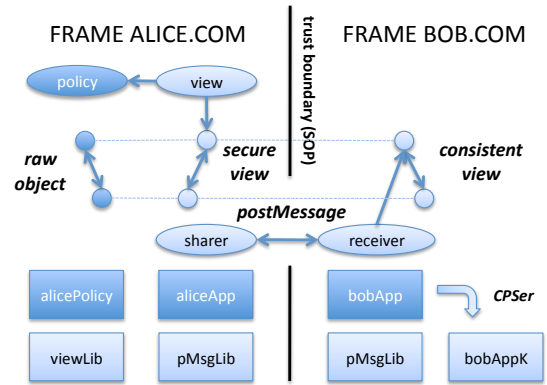 FRAME ALICE.COM
FRAME BOB.COM
trust boundary (SOP)
policy
view
raw
object
secure
view
consistent
view
postMessage
sharer
receiver
alicePolicy
aliceApp
bobApp
CPSer
viewLib
pMsgLib
pMsgLib
bobAppK